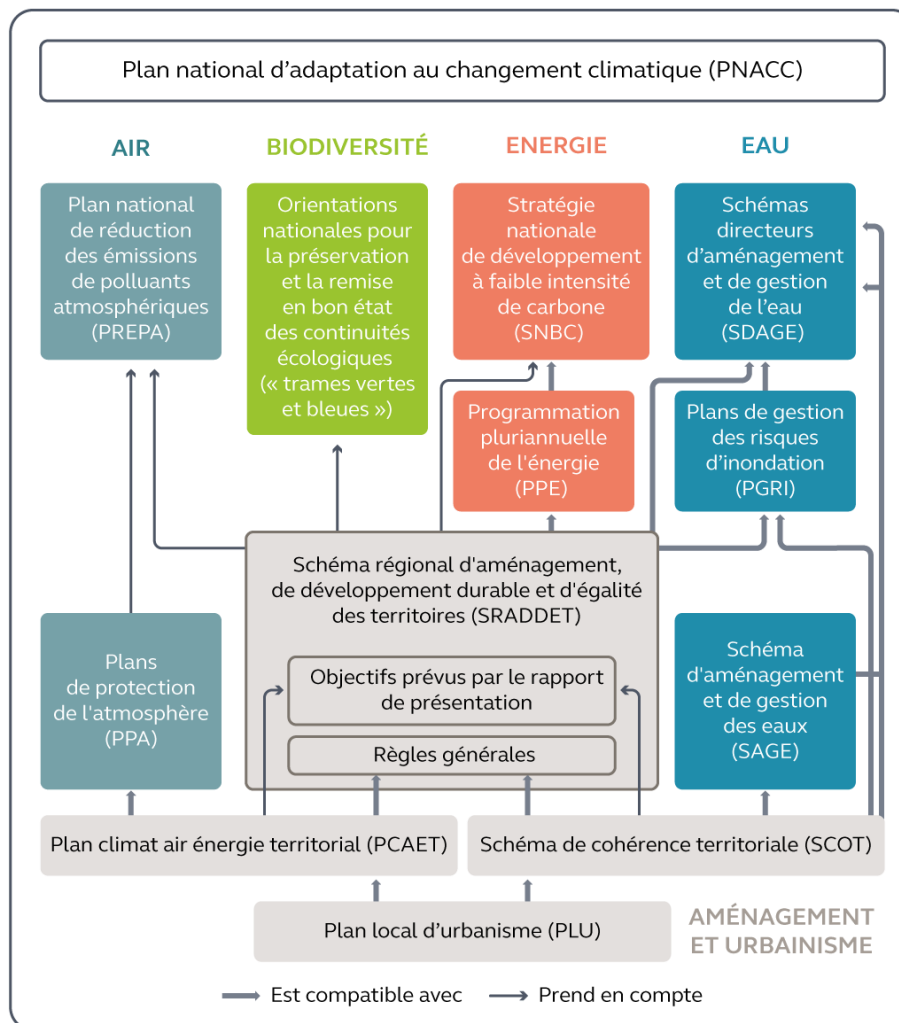 Plan national d'adaptation au changement climatique (PNACC)
AIR
BIODIVERSITÉ
ENERGIE
EAU
Plan national
de réduction
des émissions
de polluants
atmosphériques
(PREPA)
Orientations
nationales pour
la préservation
et la remise
en bon état
des continuités
écologiques
(« trames vertes
et bleues »)
Stratégie
nationale
de développement
à faible intensité
de carbone
(SNBC)
Schémas
directeurs
d'aménagement
et de gestion
de l'eau
(SDAGE)
Programmation
pluriannuelle
de l'énergie
(PPE)
Plans de gestion
des risques
d'inondation
(PGRI)
Schéma régional d'aménagement,
de développement durable et d'égalité
des territoires (SRADDET)
Objectifs prévus par le rapport
de présentation
Règles générales
Plans
de protection
de l'atmosphère
(PPA)
Schéma
d'aménagement
et de gestion
des eaux
(SAGE)
Plan climat air énergie territorial (PCAET)
Schéma de cohérence territoriale (SCOT)
Plan local d'urbanisme (PLU)
AMÉNAGEMENT
ET URBAINISME
Est compatible avec
Prend en compte